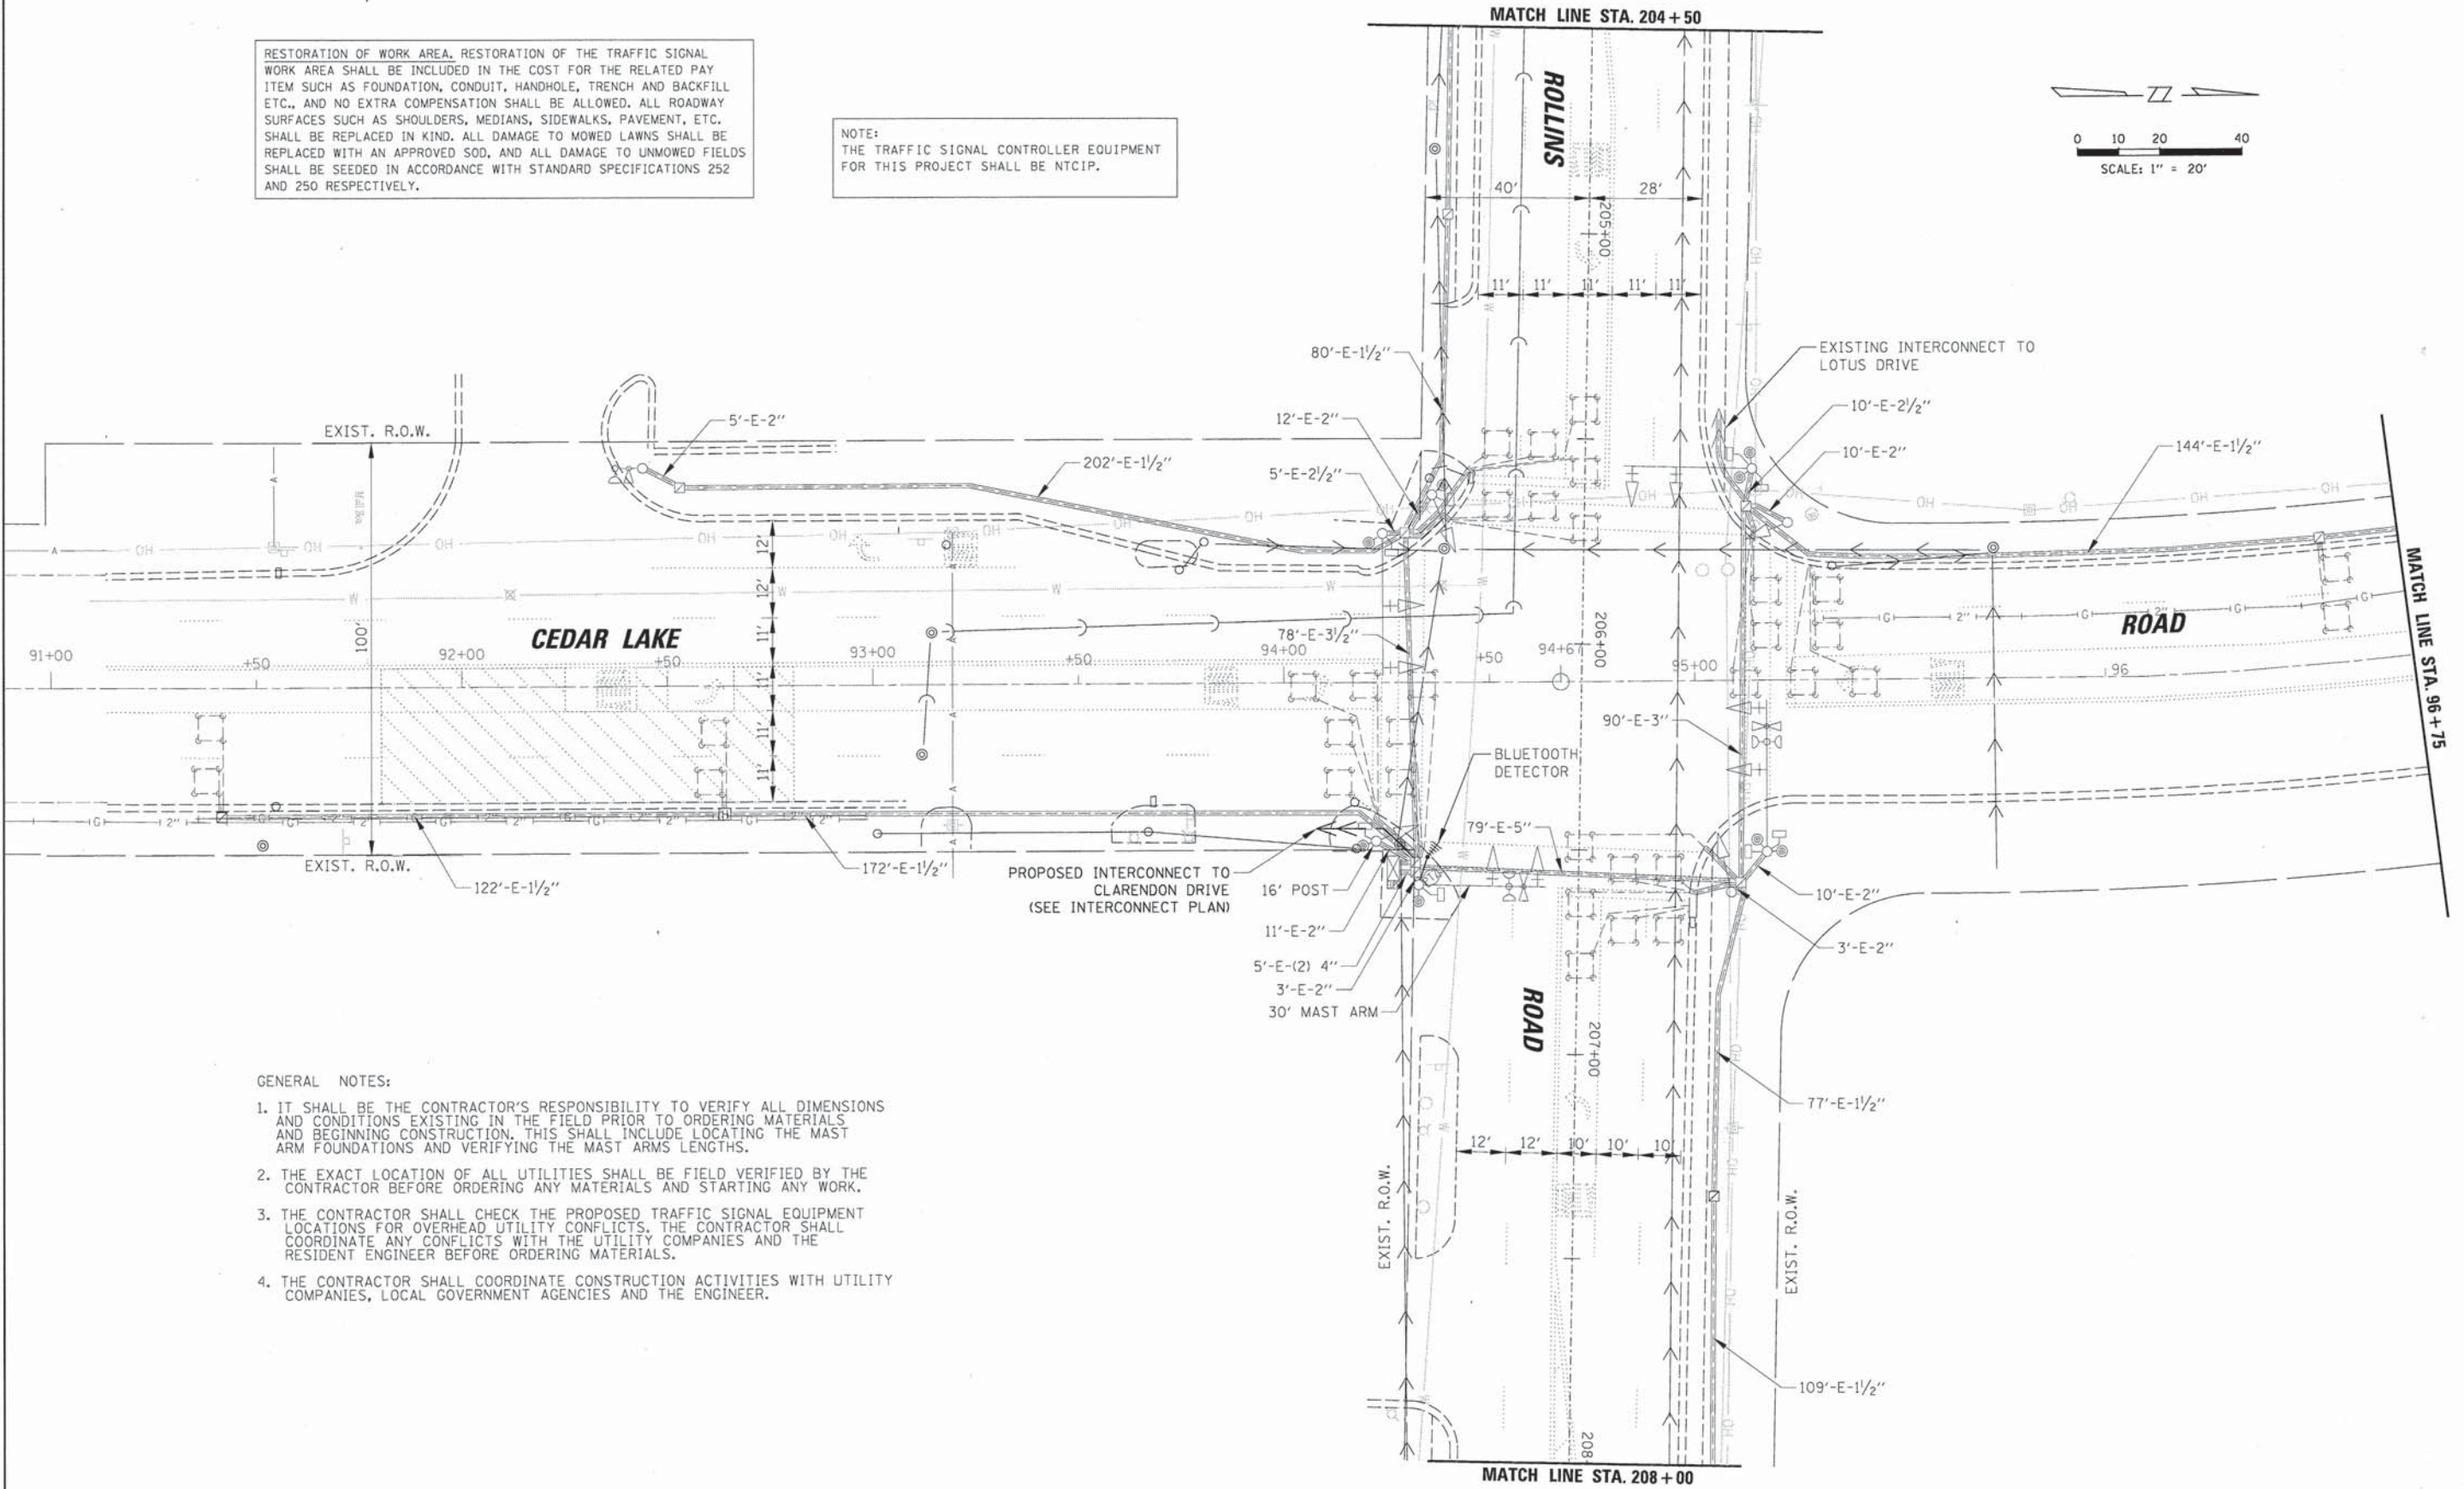 MATCH LINE STA. 204+50
RESTORATION OF WORK AREA. RESTORATION OF THE TRAFFIC SIGNAL
WORK AREA SHALL BE INCLUDED IN THE COST FOR THE RELATED PAY
ITEM SUCH AS FOUNDATION, CONDUIT, HANDHOLE, TRENCH AND BACKFILL
ETC., AND NO EXTRA COMPENSATION SHALL BE ALLOWED. ALL ROADWAY
SURFACES SUCH AS SHOULDERS, MEDIANS, SIDEWALKS, PAVEMENT, ETC.
SHALL BE REPLACED IN KIND. ALL DAMAGE TO MOWED LAWNS SHALL BE
REPLACED WITH AN APPROVED SOD, AND ALL DAMAGE TO UNMOWED FIELDS
SHALL BE SEEDED IN ACCORDANCE WITH STANDARD SPECIFICATIONS 252
AND 250 RESPECTIVELY.
NOTE:
THE TRAFFIC SIGNAL CONTROLLER EQUIPMENT
FOR THIS PROJECT SHALL BE NTCIP.
ROLLINS
40'
28'
205+00
11' 11' 11' 11' 11'
Z
0 10 20 40
SCALE: 1" = 20'
80'-E-1½"
12'-E-2"
5'-E-2½"
EXISTING INTERCONNECT TO
LOTUS DRIVE
10'-E-2½"
10'-E-2"
144'-E-1½"
EXIST. R.O.W.
5'-E-2"
202'-E-1½"
100'
12'
12'
11'
11'
11'
11'
CEDAR LAKE
ROAD
91+00
+50
92+00
+50
93+00
+50
94+00
+50
94+67
95+00
96
206+00
78'-E-3½"
90'-E-3"
BLUETOOTH
DETECTOR
79'-E-5"
MATCH LINE STA. 96+75
EXIST. R.O.W.
122'-E-1½"
172'-E-1½"
PROPOSED INTERCONNECT TO
CLARENDON DRIVE
(SEE INTERCONNECT PLAN)
16' POST
11'-E-2"
5'-E-(2) 4"
3'-E-2"
30' MAST ARM
10'-E-2"
3'-E-2"
ROAD
207+00
77'-E-1½"
12' 12' 10' 10' 10'
EXIST. R.O.W.
EXIST. R.O.W.
109'-E-1½"
208
MATCH LINE STA. 208+00
GENERAL NOTES:
1. IT SHALL BE THE CONTRACTOR'S RESPONSIBILITY TO VERIFY ALL DIMENSIONS
AND CONDITIONS EXISTING IN THE FIELD PRIOR TO ORDERING MATERIALS
AND BEGINNING CONSTRUCTION. THIS SHALL INCLUDE LOCATING THE MAST
ARM FOUNDATIONS AND VERIFYING THE MAST ARMS LENGTHS.
2. THE EXACT LOCATION OF ALL UTILITIES SHALL BE FIELD VERIFIED BY THE
CONTRACTOR BEFORE ORDERING ANY MATERIALS AND STARTING ANY WORK.
3. THE CONTRACTOR SHALL CHECK THE PROPOSED TRAFFIC SIGNAL EQUIPMENT
LOCATIONS FOR OVERHEAD UTILITY CONFLICTS. THE CONTRACTOR SHALL
COORDINATE ANY CONFLICTS WITH THE UTILITY COMPANIES AND THE
RESIDENT ENGINEER BEFORE ORDERING MATERIALS.
4. THE CONTRACTOR SHALL COORDINATE CONSTRUCTION ACTIVITIES WITH UTILITY
COMPANIES, LOCAL GOVERNMENT AGENCIES AND THE ENGINEER.